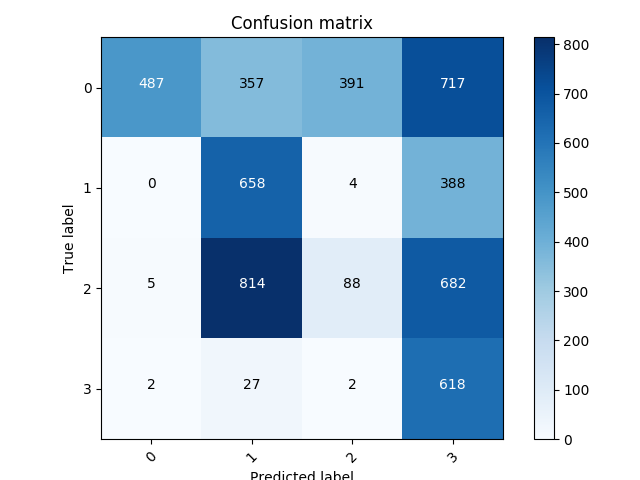 Confusion matrix
0 487 357 391 717
1 0 658 4 388
2 5 814 88 682
3 2 27 2 618
0 1 2 3
True label
Predicted label
800
700
600
500
400
300
200
100
0